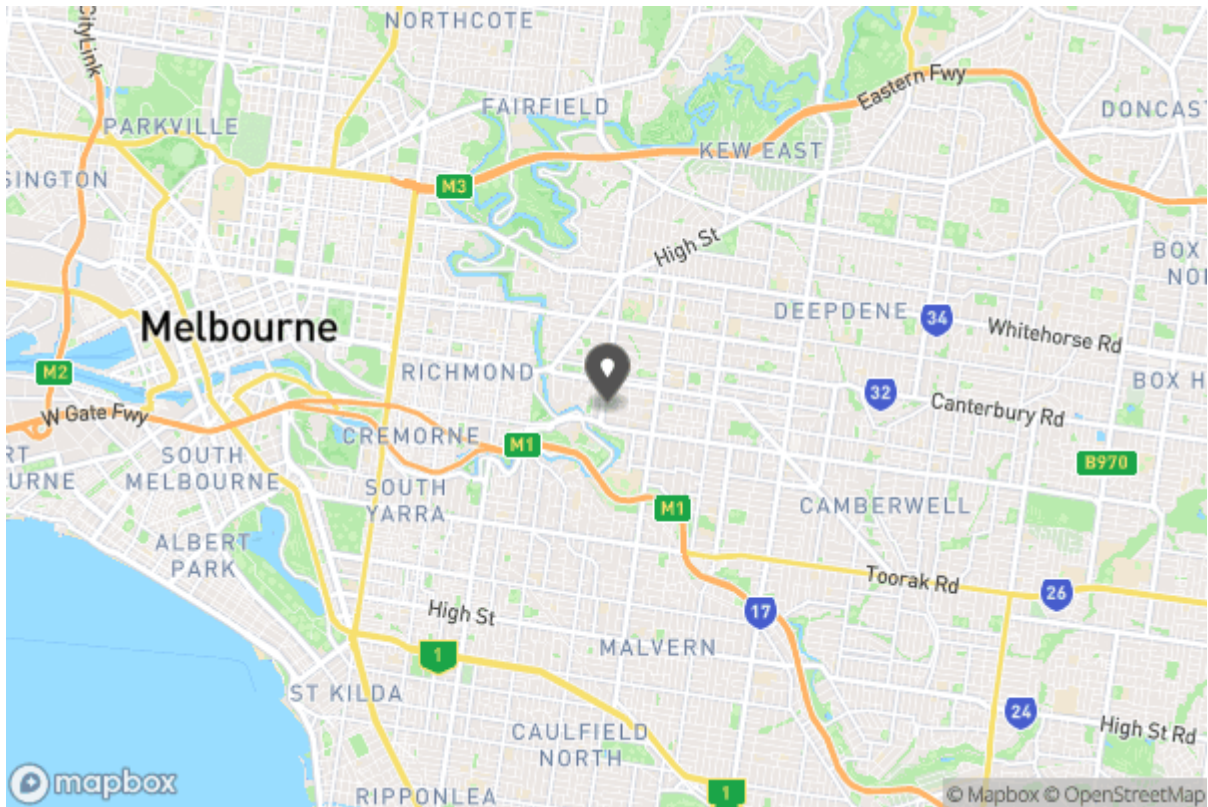 NORTHCOTE
CityLink
Eastern Fwy
FAIRFIELD
DONCAST
PARKVILLE
KEW EAST
SINGTON
M3
High St
BOX
NO
DEEPDENE
34
Melbourne
Whitehorse Rd
M2
RICHMOND
BOX H
32
Canterbury Rd
W Gate Fwy
CREMORNE
M1
RT
URNE
SOUTH
MELBOURNE
B970
SOUTH
YARRA
M1
CAMBERWELL
ALBERT
PARK
Toorak Rd
26
High St
17
MALVERN
1
ST KILDA
24
High St Rd
CAULFIELD
NORTH
mapbox
RIPPONLEA
1
© Mapbox © OpenStreetMap